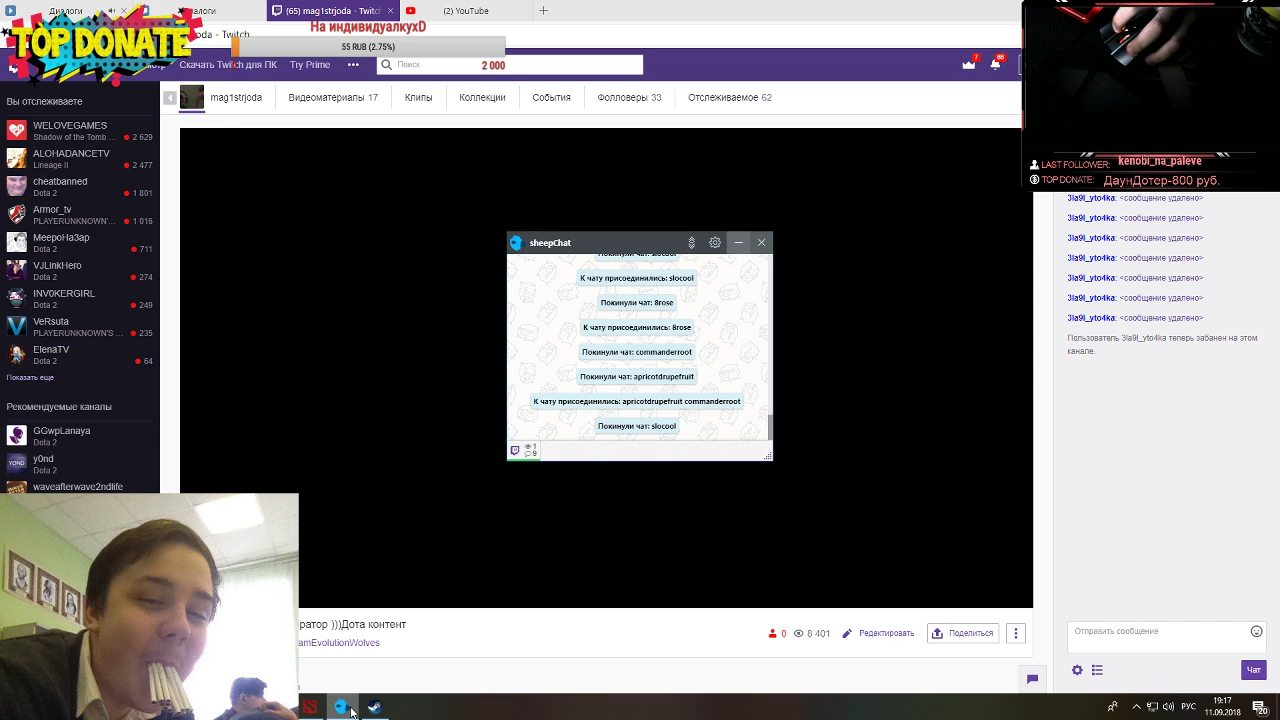 (65) mag1strjoda - Twitch
(2) YouTube
- Twitch
На индивидуалкухD
55 RUB (2.75%)
2 000
TOP DONATE
Скачать Twitch для ПК
Try Prime
Поиск
7
86
Вы отслеживаете
WELOVEGAMES
Shadow of the Tomb ...
2 629
ALOHADANCETV
Lineage II
2 477
cheatbanned
Dota 2
1 801
Armor_tv
PLAYERUNKNOWN'...
1 016
MeepoHa3ap
Dota 2
711
VJLinkHero
Dota 2
274
INV0KERGIRL
Dota 2
249
VeRsuta
PLAYERUNKNOWN'S ...
235
ElenaTV
Dota 2
64
Показать еще
Рекомендуемые каналы
GGwpLanaya
Dota 2
y0nd
Dota 2
waveafterwave2ndlife
mag1strjoda
Видеоматериалы 17
Клипы
Коллекции
События
Фолловеры 33
Отслеживаемое 62
sheepChat
Покинули чат: slocool
К чату присоединились: slocool
Покинули чат: 8rose
К чату присоединились: 8rose
Покинули чат: commanderroot
Покинули чат: apricotdrupefruit
К чату присоединились: apricotdrupefruit commanderroot
Покинули чат: slocool
1
9
LAST FOLLOWER:
kenobi_na_paleve
TOP DONATE:
ДаунДотер-800 руб.
3la9l_yto4ka: <сообщение удалено>
3la9l_yto4ka: <сообщение удалено>
3la9l_yto4ka: <сообщение удалено>
3la9l_yto4ka: <сообщение удалено>
3la9l_yto4ka: <сообщение удалено>
3la9l_yto4ka: <сообщение удалено>
3la9l_yto4ka: <сообщение удалено>
Пользователь 3la9l_yto4ka теперь забанен на этом
канале.
ратор )))Дота контент
amEvolutionWolves
0
8 401
Редактировать
Поделиться
Отправить сообщение
Чат
РУС
19:17
11.09.2018
20